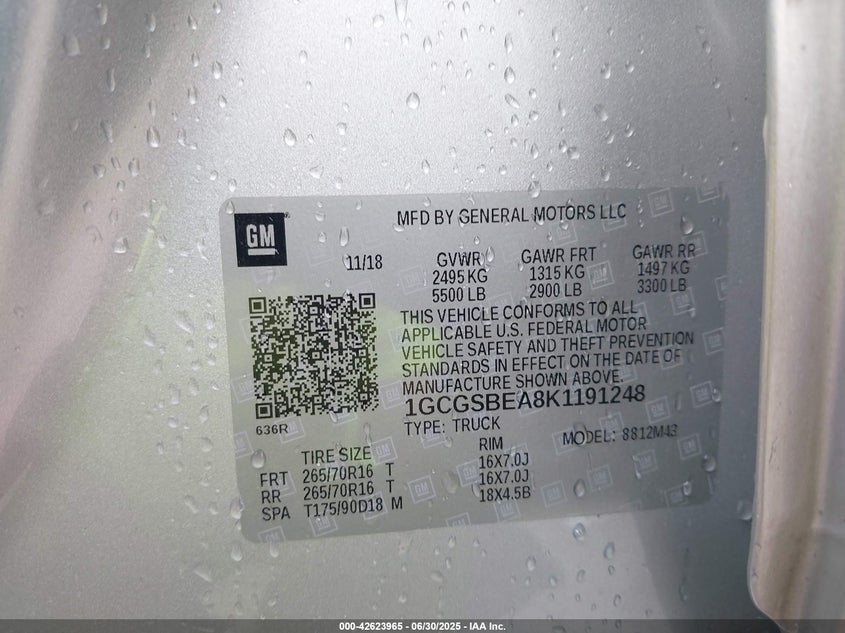 MFD BY GENERAL MOTORS LLC
GM
11/18
GVWR GAWR FRT GAWR RR
2495 KG 1315 KG 1497 KG
5500 LB 2900 LB 3300 LB
THIS VEHICLE CONFORMS TO ALL
APPLICABLE U.S. FEDERAL MOTOR
VEHICLE SAFETY AND THEFT PREVENTION
STANDARDS IN EFFECT ON THE DATE OF
MANUFACTURE SHOWN ABOVE.
1GCGSBEA8K1191248
636R
TYPE: TRUCK MODEL: 8812M43
TIRE SIZE RIM
FRT 265/70R16 T 16X7.0J
RR 265/70R16 T 16X7.0J
SPA T175/90D18 M 18X4.5B
000-42623965 - 06/30/2025 - IAA Inc.